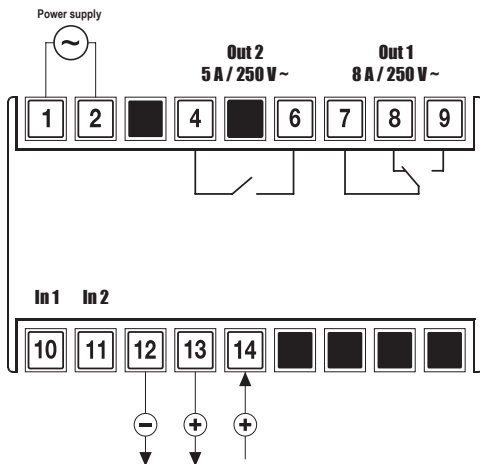 Power supply
~
Out 2 Out 1
5 A / 250 V ~ 8 A / 250 V ~
1 2 4 6 7 8 9
In 1 In 2
10 11 12 13 14
− + +